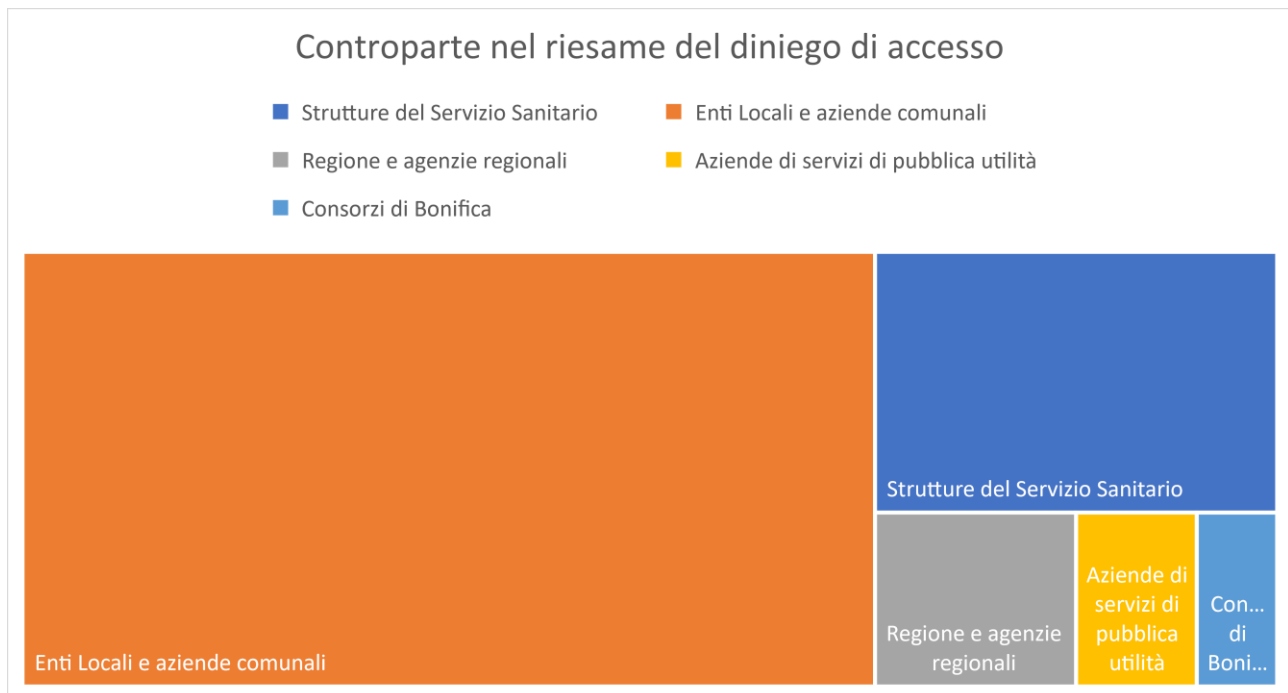 Controparte nel riesame del diniego di accesso
Strutture del Servizio Sanitario
Enti Locali e aziende comunali
Regione e agenzie regionali
Aziende di servizi di pubblica utilità
Consorzi di Bonifica
Enti Locali e aziende comunali
Strutture del Servizio Sanitario
Regione e agenzie
regionali
Aziende di
servizi di
pubblica
utilità
Con...
di
Boni...